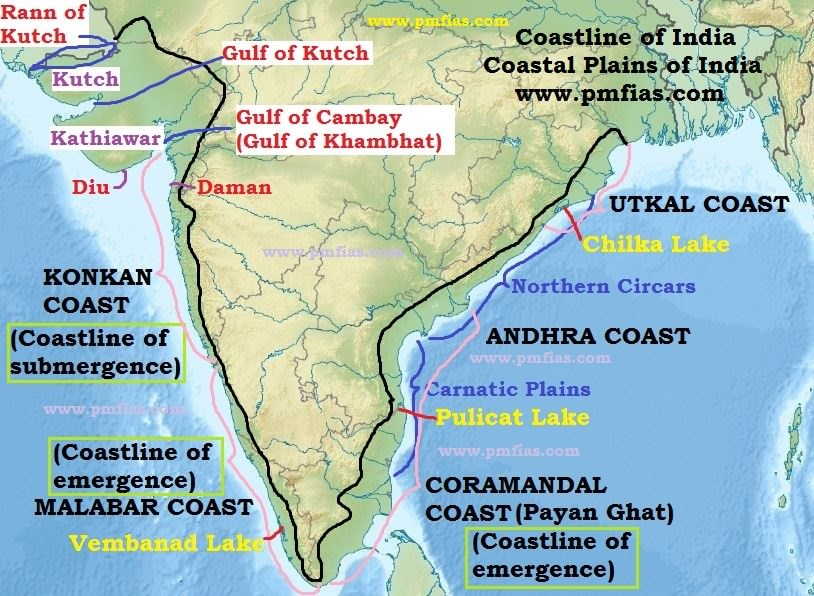 www.pmfias.com
Rann of
Kutch
Coastline of India
Coastal Plains of India
www.pmfias.com
Gulf of Kutch
Kutch
Gulf of Cambay
(Gulf of Khambhat)
Kathiawar
Diu
Daman
UTKAL COAST
Chilka Lake
www.pmfias.com
KONKAN
COAST
(Coastline of
submergence)
Northern Circars
ANDHRA COAST
www.pmfias.com
Carnatic Plains
www.pmfias.com
Pulicat Lake
www.pmfias.com
(Coastline of
emergence)
MALABAR COAST
CORAMANDAL
COAST (Payan Ghat)
Vembanad Lake
(Coastline of
emergence)